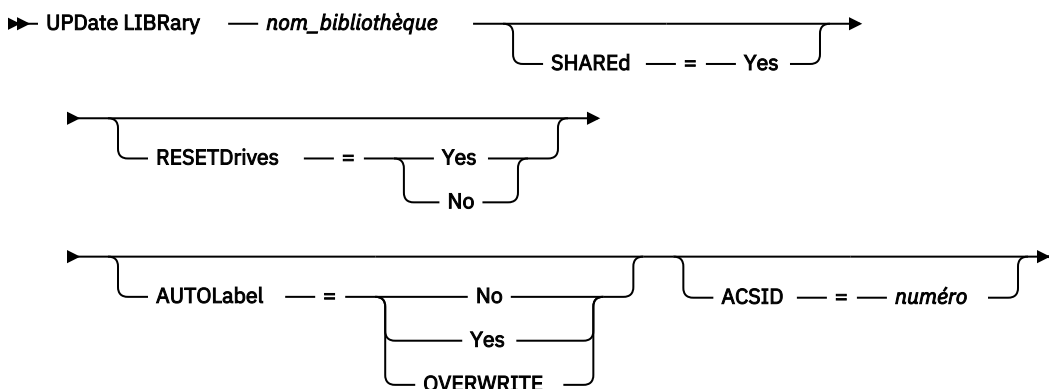 UPDate LIBRary nom_bibliothèque
SHAREd = Yes
RESETDrives = Yes
No
AUTOLabel = No
Yes
OVERWRITE
ACSID = numéro